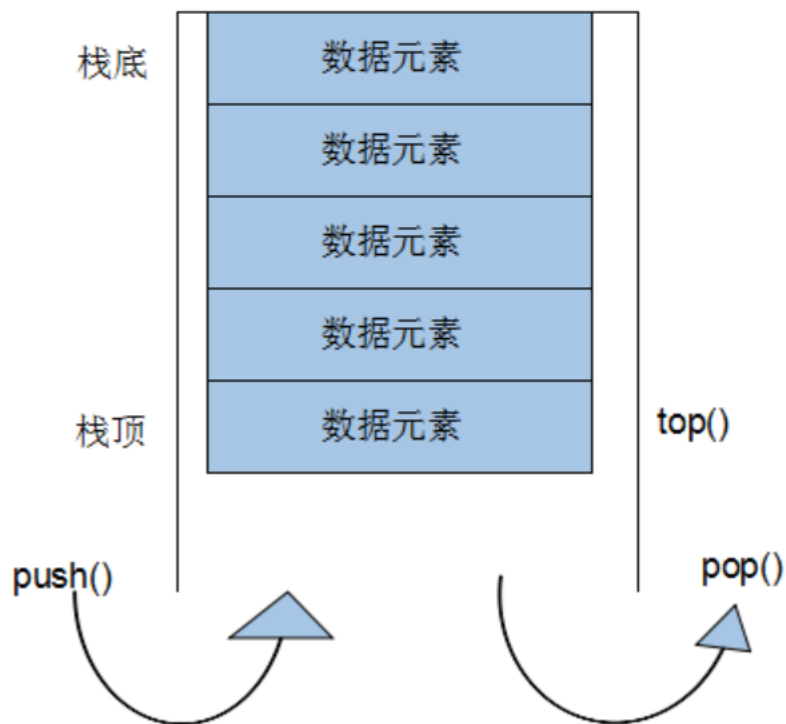 栈底
数据元素
数据元素
数据元素
数据元素
栈顶
数据元素
top()
push()
pop()